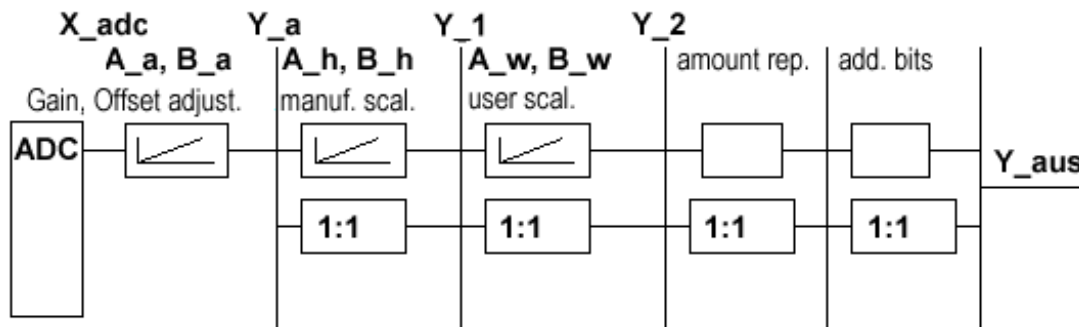 X_adc Y_a Y_1 Y_2
A_a, B_a A_h, B_h A_w, B_w amount rep. add. bits
Gain, Offset adjust. manuf. scal. user scal.
ADC
Y_aus
1:1 1:1 1:1 1:1